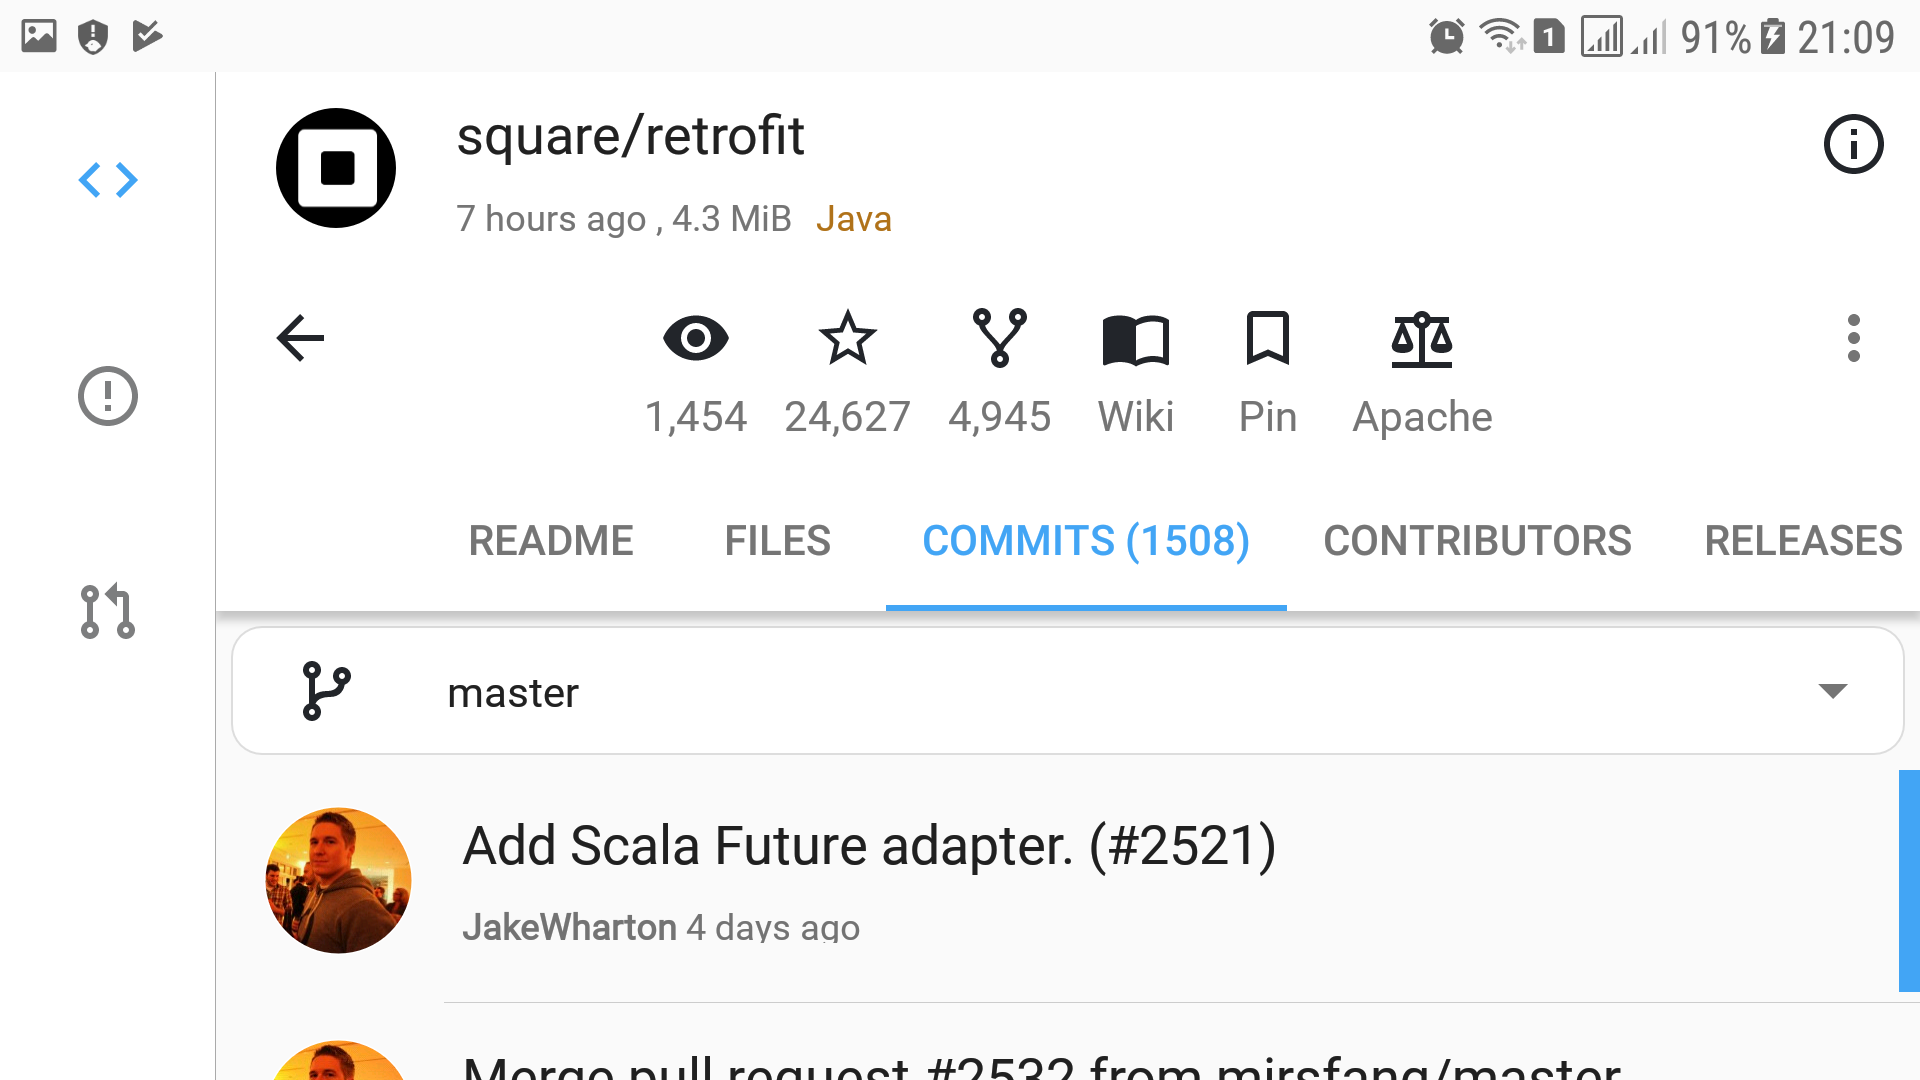 1 91% 21:09
square/retrofit
7 hours ago , 4.3 MiB Java
1,454 24,627 4,945 Wiki Pin Apache
README FILES COMMITS (1508) CONTRIBUTORS RELEASES
master
Add Scala Future adapter. (#2521)
JakeWharton 4 days ago
Merge pull request #2532 from mirsfang/master